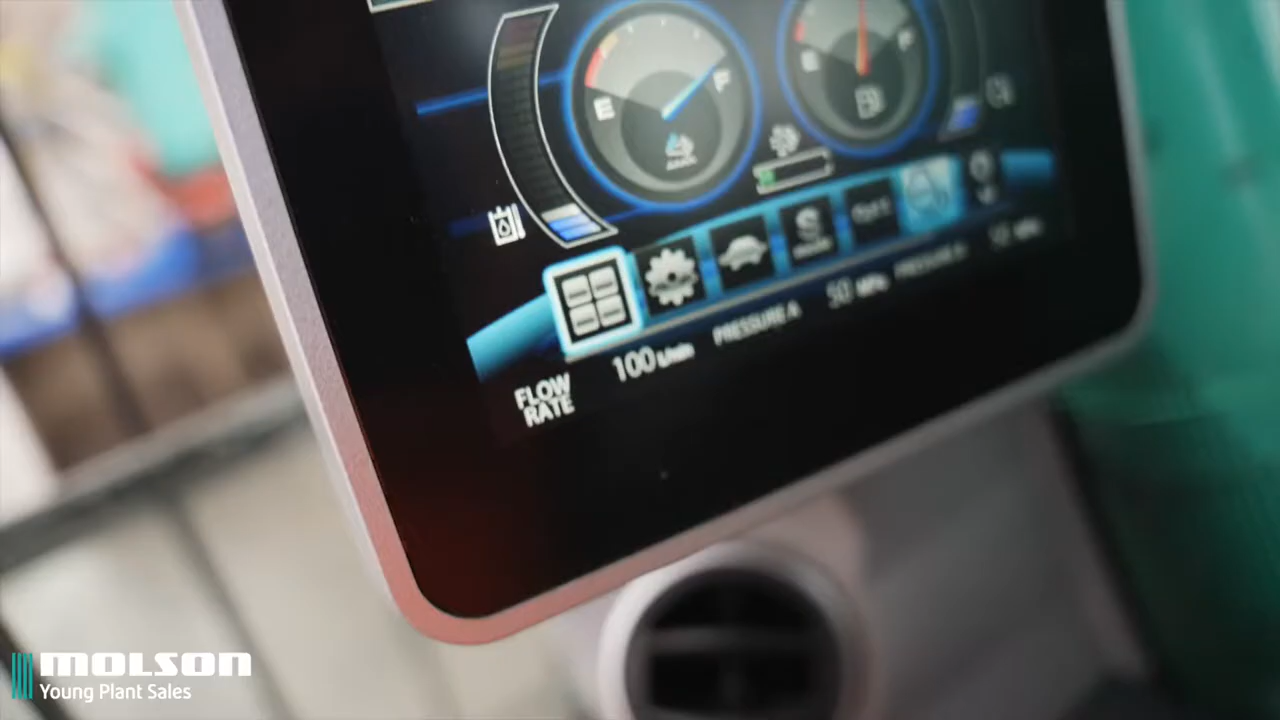 E
F
E
F
S
FLOW
RATE
100 L/min
PRESSURE A
50 MPa
PRESSURE A
MOLSON
Young Plant Sales